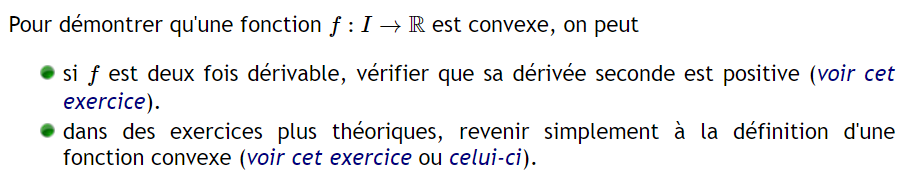 Pour démontrer qu'une fonction f : I → ℝ est convexe, on peut
si f est deux fois dérivable, vérifier que sa dérivée seconde est positive (voir cet
exercice).
dans des exercices plus théoriques, revenir simplement à la définition d'une
fonction convexe (voir cet exercice ou celui-ci).